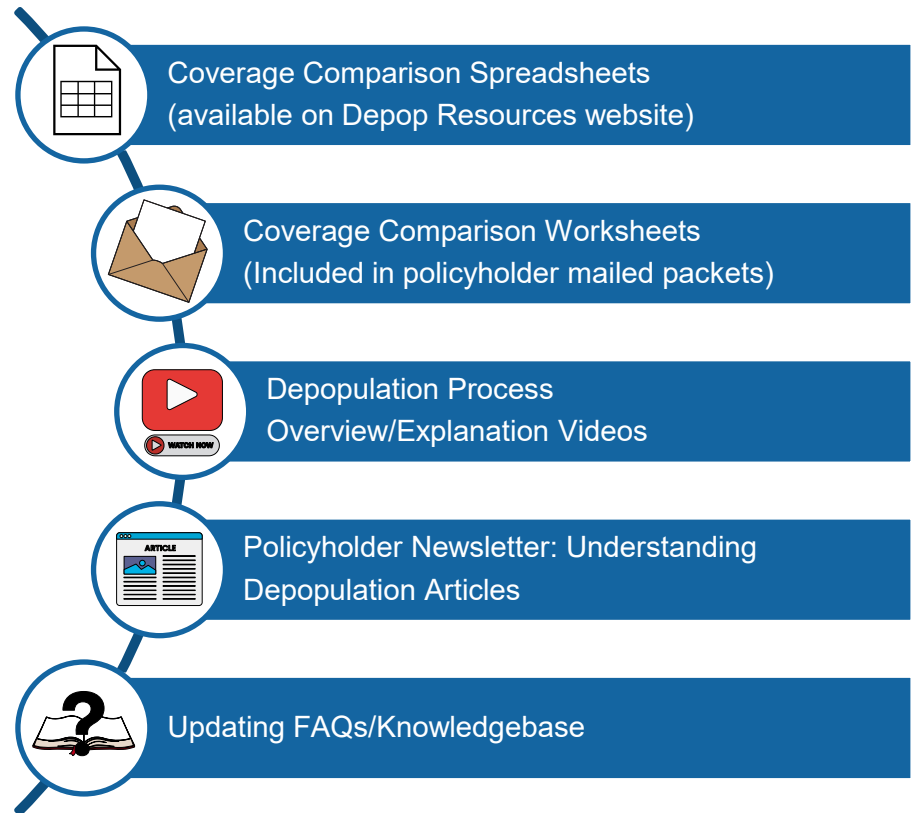 Coverage Comparison Spreadsheets
(available on Depop Resources website)
Coverage Comparison Worksheets
(Included in policyholder mailed packets)
Depopulation Process
Overview/Explanation Videos
WATCH NOW
Policyholder Newsletter: Understanding
Depopulation Articles
ARTICLE
Updating FAQs/Knowledgebase
?